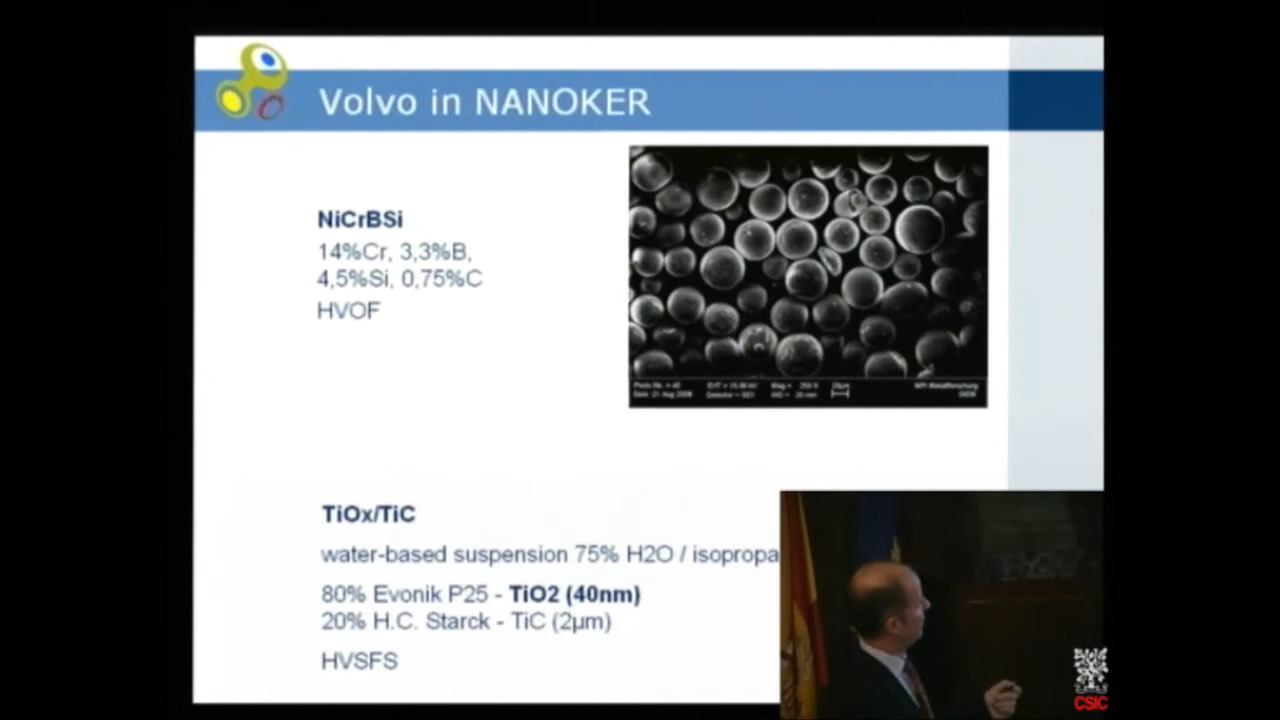 Volvo in NANOKER
NiCrBSi
14%Cr, 3,3%B,
4,5%Si, 0,75%C
HVOF
TiOx/TiC
water-based suspension 75% H2O / isopropa
80% Evonik P25 - TiO2 (40nm)
20% H.C. Starck - TiC (2µm)
HVSFS
CSIC